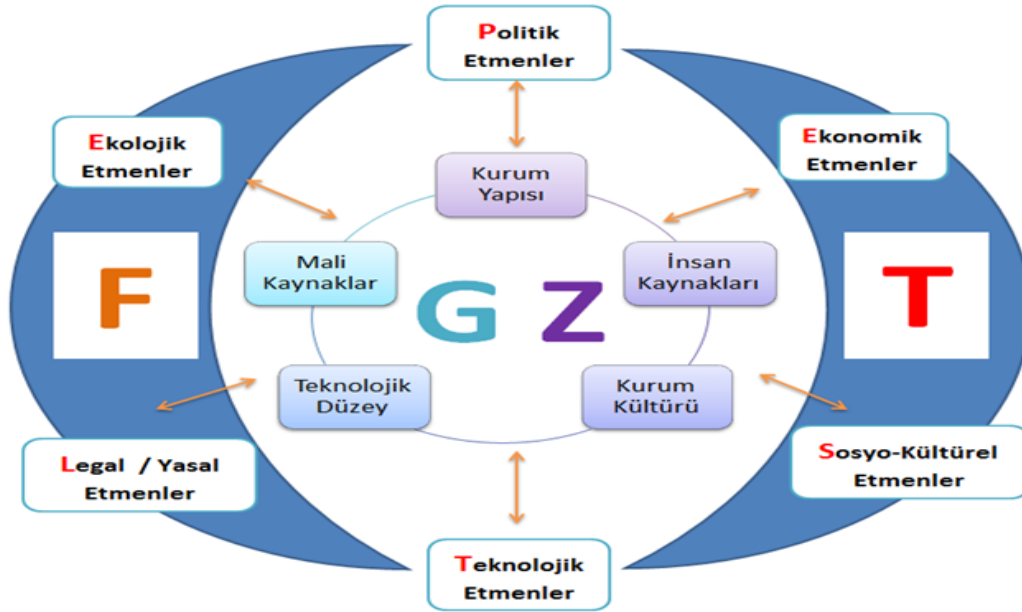 Politik
Etmenler
Ekolojik
Etmenler
Ekonomik
Etmenler
Kurum
Yapısı
Mali
Kaynaklar
İnsan
Kaynakları
F
G Z
T
Teknolojik
Düzey
Kurum
Kültürü
Legal / Yasal
Etmenler
Sosyo-Kültürel
Etmenler
Teknolojik
Etmenler